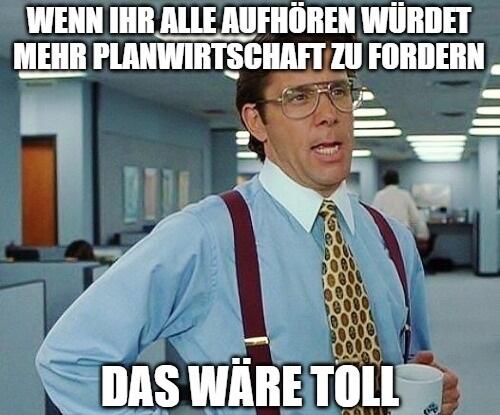 WENN IHR ALLE AUFHÖREN WÜRDET
MEHR PLANWIRTSCHAFT ZU FORDERN
DAS WÄRE TOLL